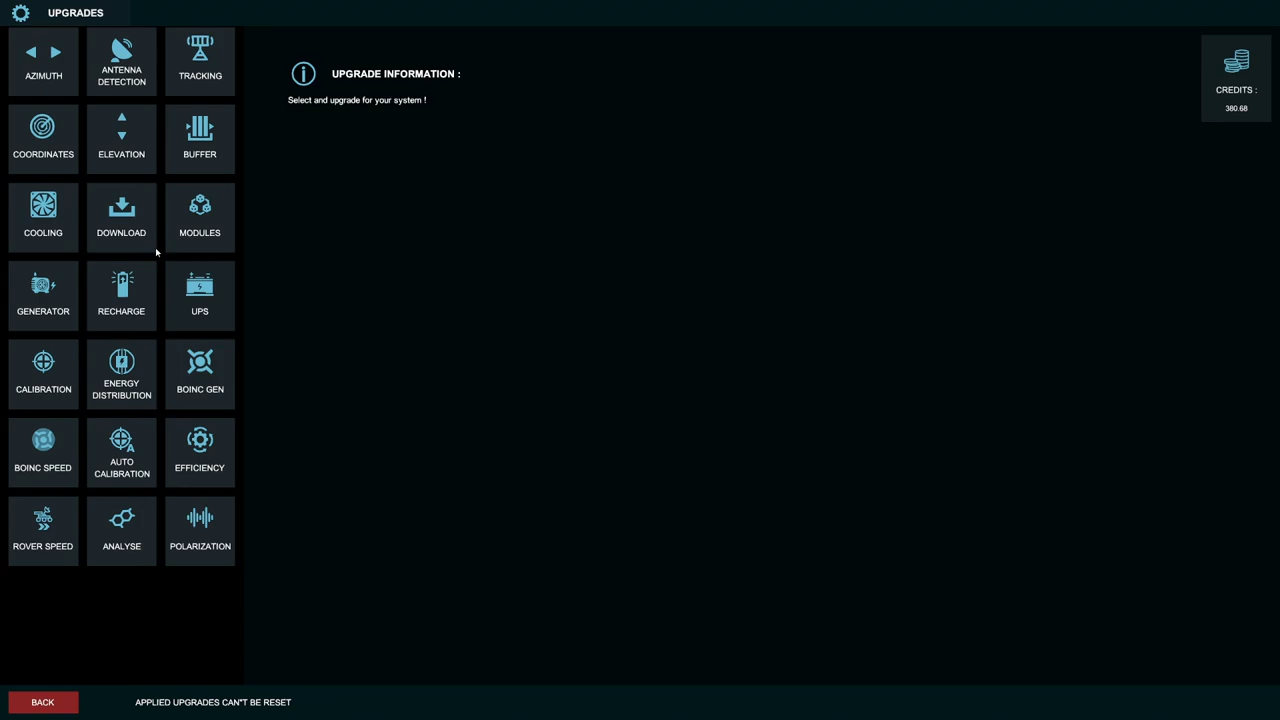 UPGRADES
AZIMUTH
ANTENNA
DETECTION
TRACKING
COORDINATES
ELEVATION
BUFFER
COOLING
DOWNLOAD
MODULES
GENERATOR
RECHARGE
UPS
CALIBRATION
ENERGY
DISTRIBUTION
BOINC GEN
BOINC SPEED
AUTO
CALIBRATION
EFFICIENCY
ROVER SPEED
ANALYSE
POLARIZATION
UPGRADE INFORMATION :
Select and upgrade for your system !
CREDITS :
380.68
BACK
APPLIED UPGRADES CAN"T BE RESET